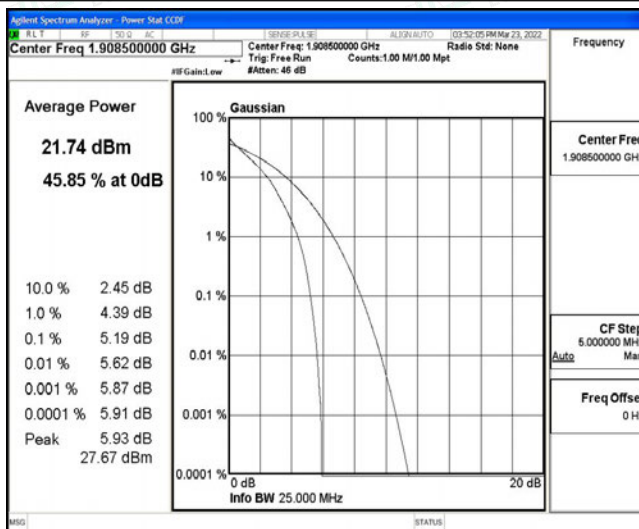 Agilent Spectrum Analyzer - Power Stat CCDF
R L T RF 50 Ω AC SENSE:PULSE ALIGN AUTO 03:52:05 PM Mar 23, 2022
Center Freq 1.908500000 GHz
Center Freq: 1.908500000 GHz Radio Std: None
Trig: Free Run Counts:1.00 M/1.00 Mpt
#IFGain:Low #Atten: 46 dB
Frequency
Average Power
21.74 dBm
45.85 % at 0dB
10.0 % 2.45 dB
1.0 % 4.39 dB
0.1 % 5.19 dB
0.01 % 5.62 dB
0.001 % 5.87 dB
0.0001 % 5.91 dB
Peak 5.93 dB
27.67 dBm
Gaussian
100 %
10 %
1 %
0.1 %
0.01 %
0.001 %
0.0001 %
0 dB 20 dB
Info BW 25.000 MHz
Center Freq
1.908500000 GH
CF Step
5.000000 MH
Auto Ma
Freq Offse
0 H
MSG STATUS